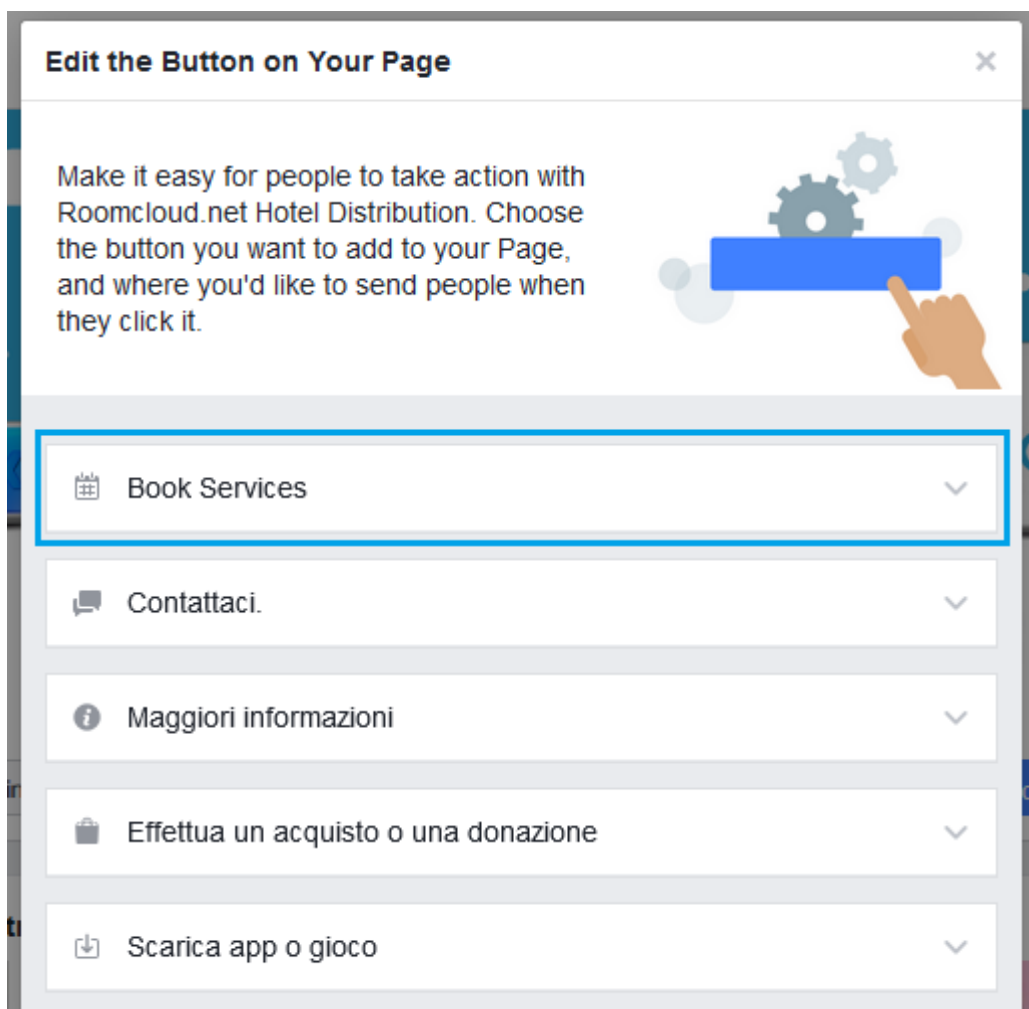 Edit the Button on Your Page
Make it easy for people to take action with
Roomcloud.net Hotel Distribution. Choose
the button you want to add to your Page,
and where you'd like to send people when
they click it.
Book Services
Contattaci.
Maggiori informazioni
Effettua un acquisto o una donazione
Scarica app o gioco